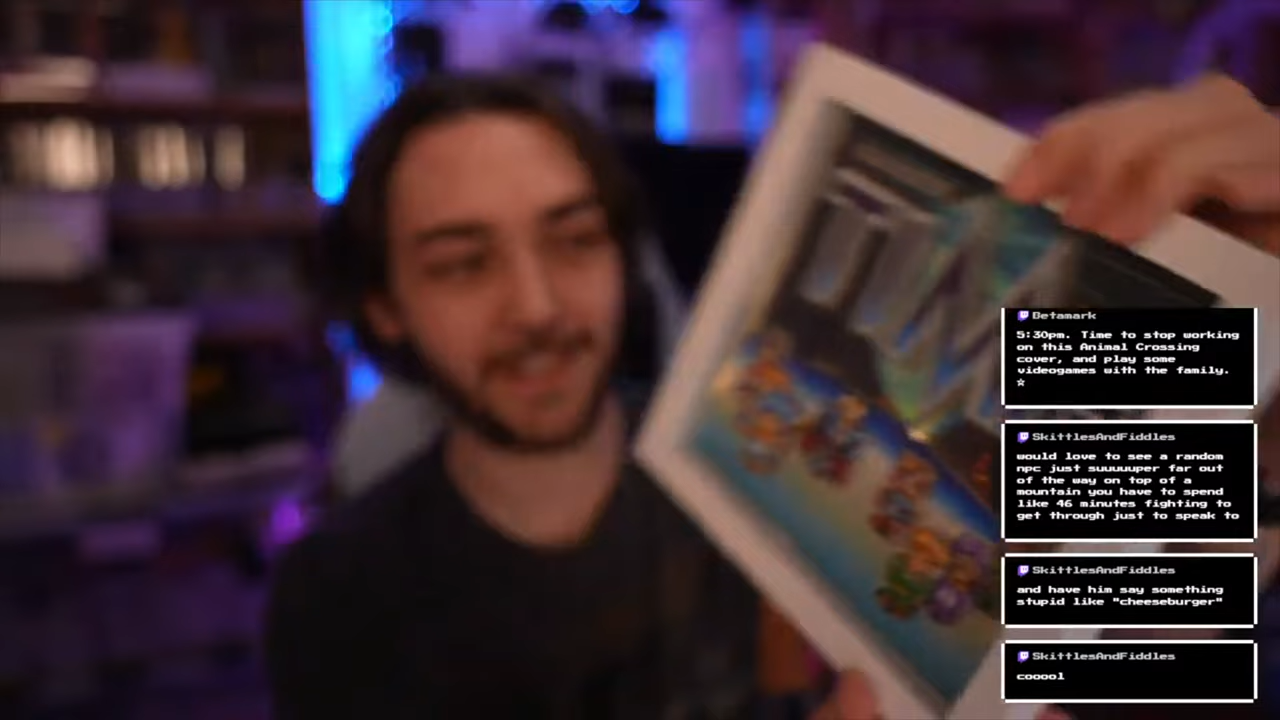 Betamark
5:30pm. Time to stop working
on this Animal Crossing
cover, and play some
videogames with the family.
☆
SkittlesAndFiddles
would love to see a random
npc just suuuuuper far out
of the way on top of a
mountain you have to spend
like 46 minutes fighting to
get through just to speak to
SkittlesAndFiddles
and have him say something
stupid like "cheeseburger"
SkittlesAndFiddles
cooool